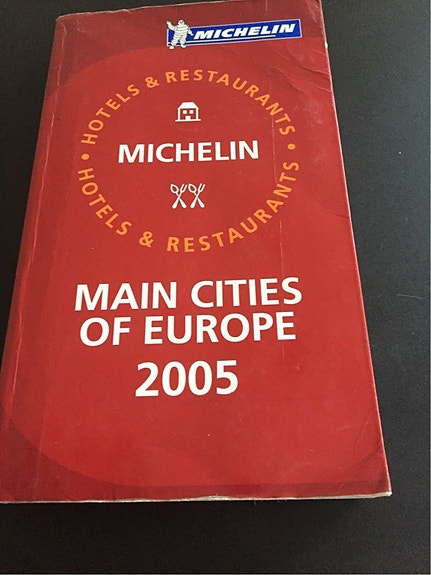 MICHELIN
HOTELS & RESTAURANTS
MICHELIN
HOTELS & RESTAURANTS
MAIN CITIES
OF EUROPE
2005